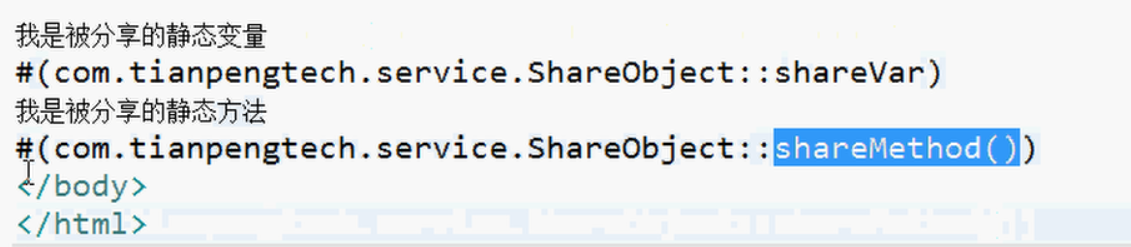 我是被分享的静态变量
#(com.tianpengtech.service.ShareObject::shareVar)
我是被分享的静态方法
#(com.tianpengtech.service.ShareObject::shareMethod())
</body>
</html>